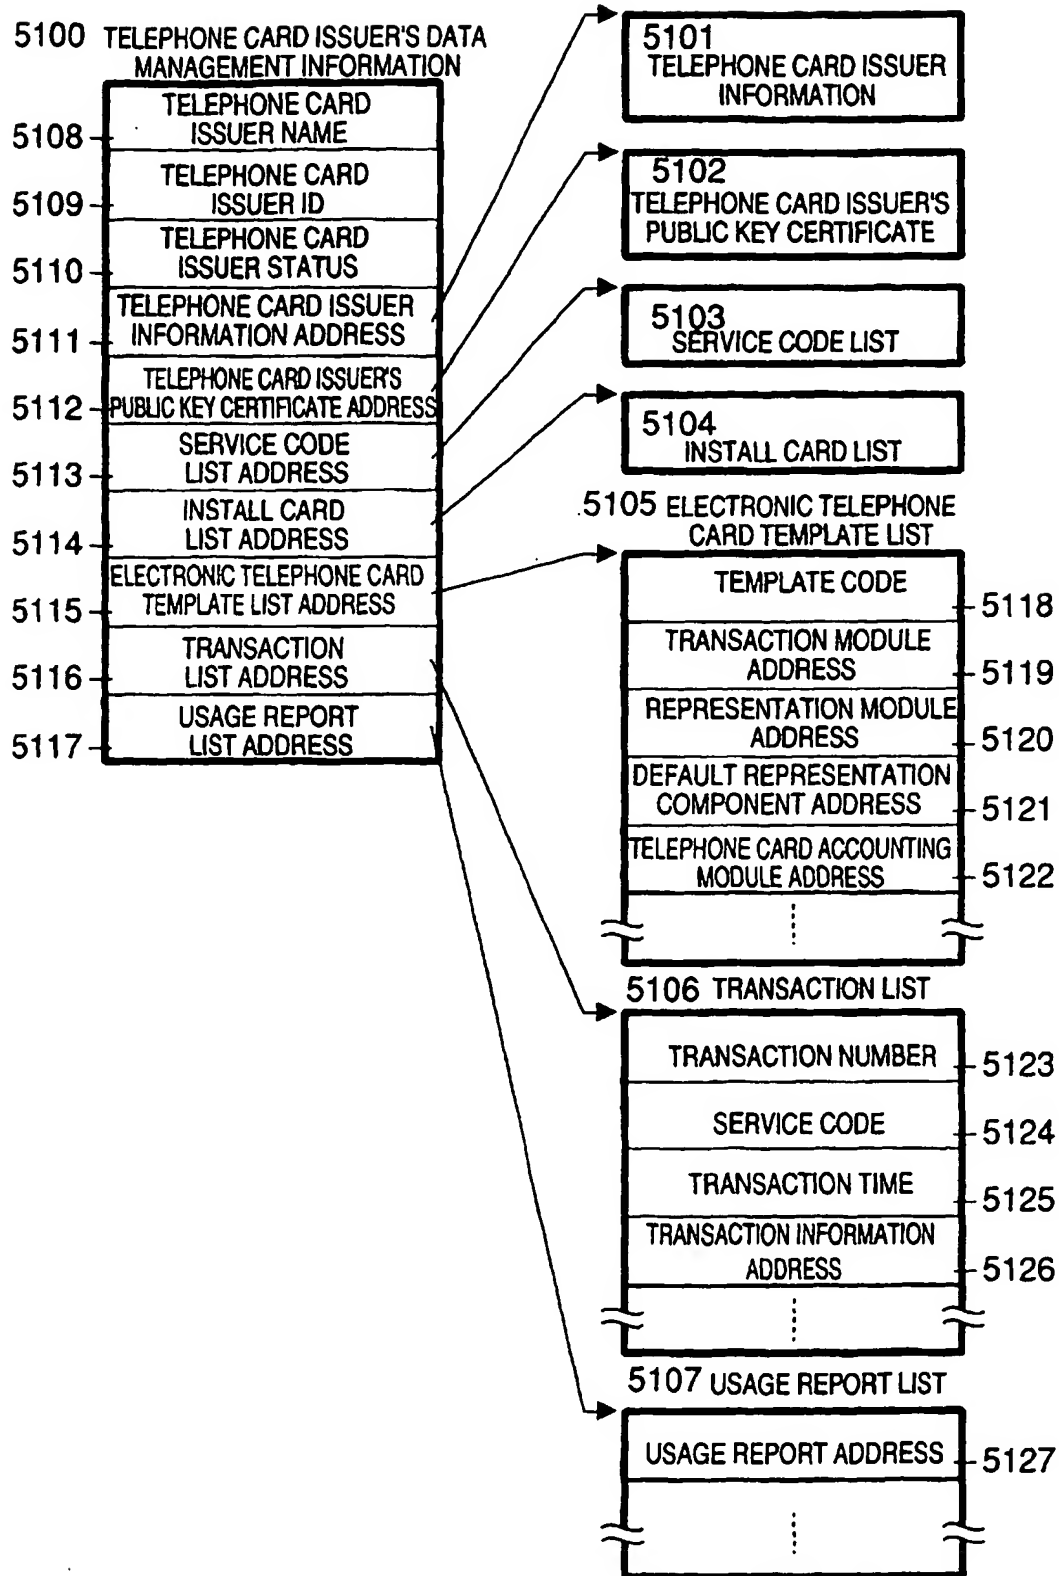 5100 TELEPHONE CARD ISSUER'S DATA
MANAGEMENT INFORMATION
TELEPHONE CARD
ISSUER NAME
5108
TELEPHONE CARD
ISSUER ID
5109
TELEPHONE CARD
ISSUER STATUS
5110
TELEPHONE CARD ISSUER
INFORMATION ADDRESS
5111
TELEPHONE CARD ISSUER'S
PUBLIC KEY CERTIFICATE ADDRESS
5112
SERVICE CODE
LIST ADDRESS
5113
INSTALL CARD
LIST ADDRESS
5114
ELECTRONIC TELEPHONE CARD
TEMPLATE LIST ADDRESS
5115
TRANSACTION
LIST ADDRESS
5116
USAGE REPORT
LIST ADDRESS
5117
5101
TELEPHONE CARD ISSUER
INFORMATION
5102
TELEPHONE CARD ISSUER'S
PUBLIC KEY CERTIFICATE
5103
SERVICE CODE LIST
5104
INSTALL CARD LIST
5105 ELECTRONIC TELEPHONE
CARD TEMPLATE LIST
TEMPLATE CODE
5118
TRANSACTION MODULE
ADDRESS
5119
REPRESENTATION MODULE
ADDRESS
5120
DEFAULT REPRESENTATION
COMPONENT ADDRESS
5121
TELEPHONE CARD ACCOUNTING
MODULE ADDRESS
5122
5106 TRANSACTION LIST
TRANSACTION NUMBER
5123
SERVICE CODE
5124
TRANSACTION TIME
5125
TRANSACTION INFORMATION
ADDRESS
5126
5107 USAGE REPORT LIST
USAGE REPORT ADDRESS
5127